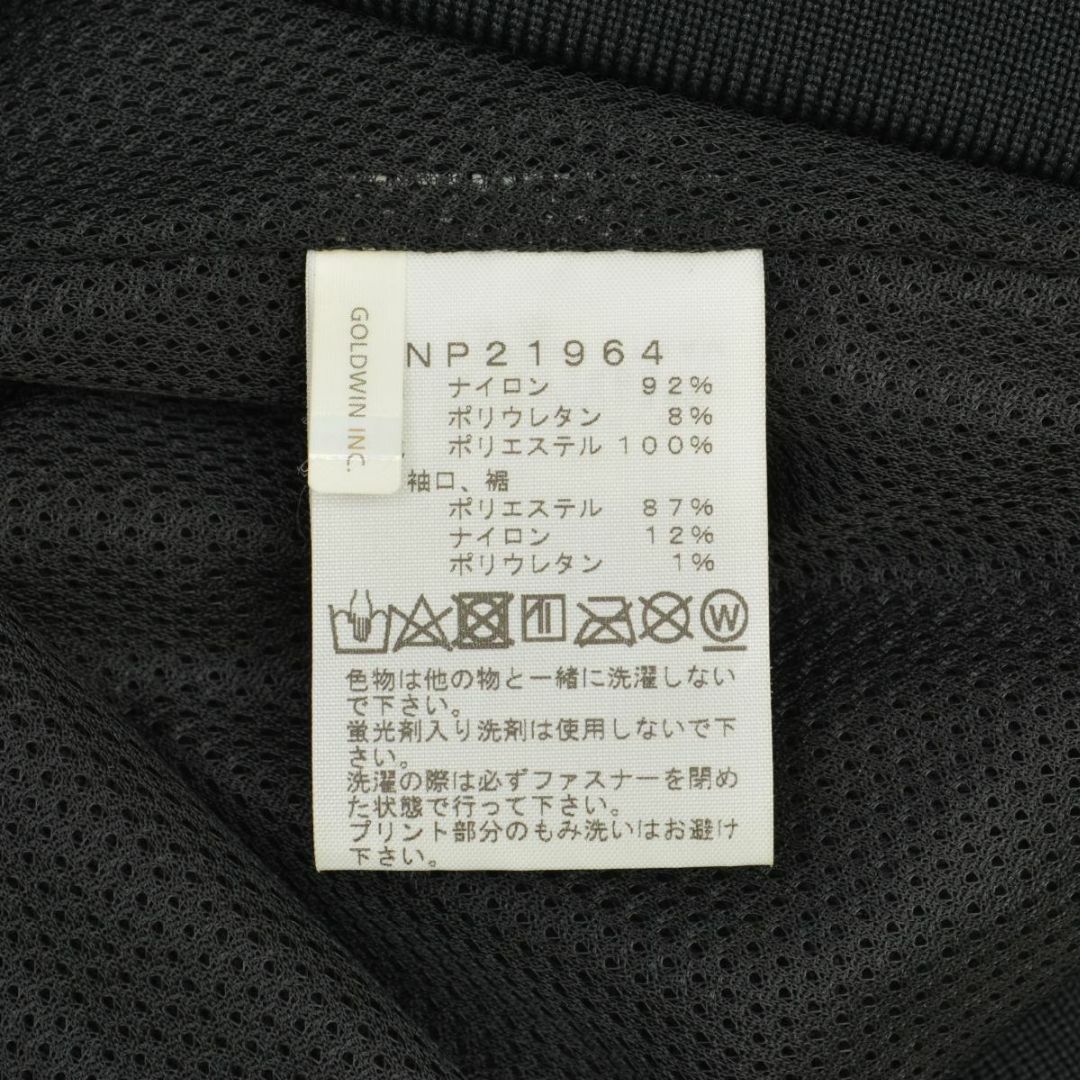 GOLDWIN INC.
NP21964
ナイロン 92%
ポリウレタン 8%
ポリエステル 100%
袖口、裾
ポリエステル 87%
ナイロン 12%
ポリウレタン 1%
W
色物は他の物と一緒に洗濯しない
で下さい。
蛍光剤入り洗剤は使用しないで下
さい。
洗濯の際は必ずファスナーを閉め
た状態で行って下さい。
プリント部分のもみ洗いはお避け
下さい。